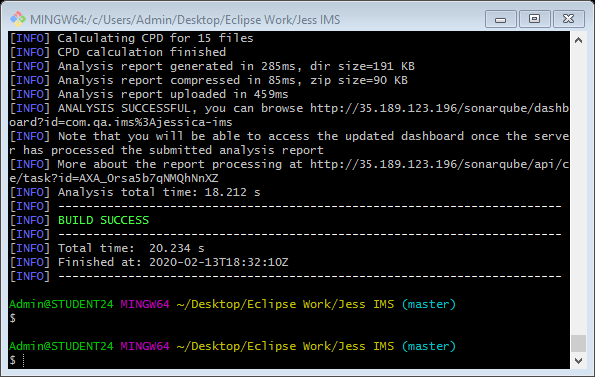 MINGW64:/c/Users/Admin/Desktop/Eclipse Work/Jess IMS
[INFO] Calculating CPD for 15 files
[INFO] CPD calculation finished
[INFO] Analysis report generated in 285ms, dir size=191 KB
[INFO] Analysis report compressed in 85ms, zip size=90 KB
[INFO] Analysis report uploaded in 459ms
[INFO] ANALYSIS SUCCESSFUL, you can browse http://35.189.123.196/sonarqube/dashb
oard?id=com.qa.ims%3Ajessica-ims
[INFO] Note that you will be able to access the updated dashboard once the serve
r has processed the submitted analysis report
[INFO] More about the report processing at http://35.189.123.196/sonarqube/api/c
e/task?id=AXA_0rsa5b7qNMQhNnXZ
[INFO] Analysis total time: 18.212 s
[INFO] ------------------------------------------------------------------------
[INFO] BUILD SUCCESS
[INFO] ------------------------------------------------------------------------
[INFO] Total time:  20.234 s
[INFO] Finished at: 2020-02-13T18:32:10Z
[INFO] ------------------------------------------------------------------------
Admin@STUDENT24 MINGW64 ~/Desktop/Eclipse Work/Jess IMS (master)
$
Admin@STUDENT24 MINGW64 ~/Desktop/Eclipse Work/Jess IMS (master)
$